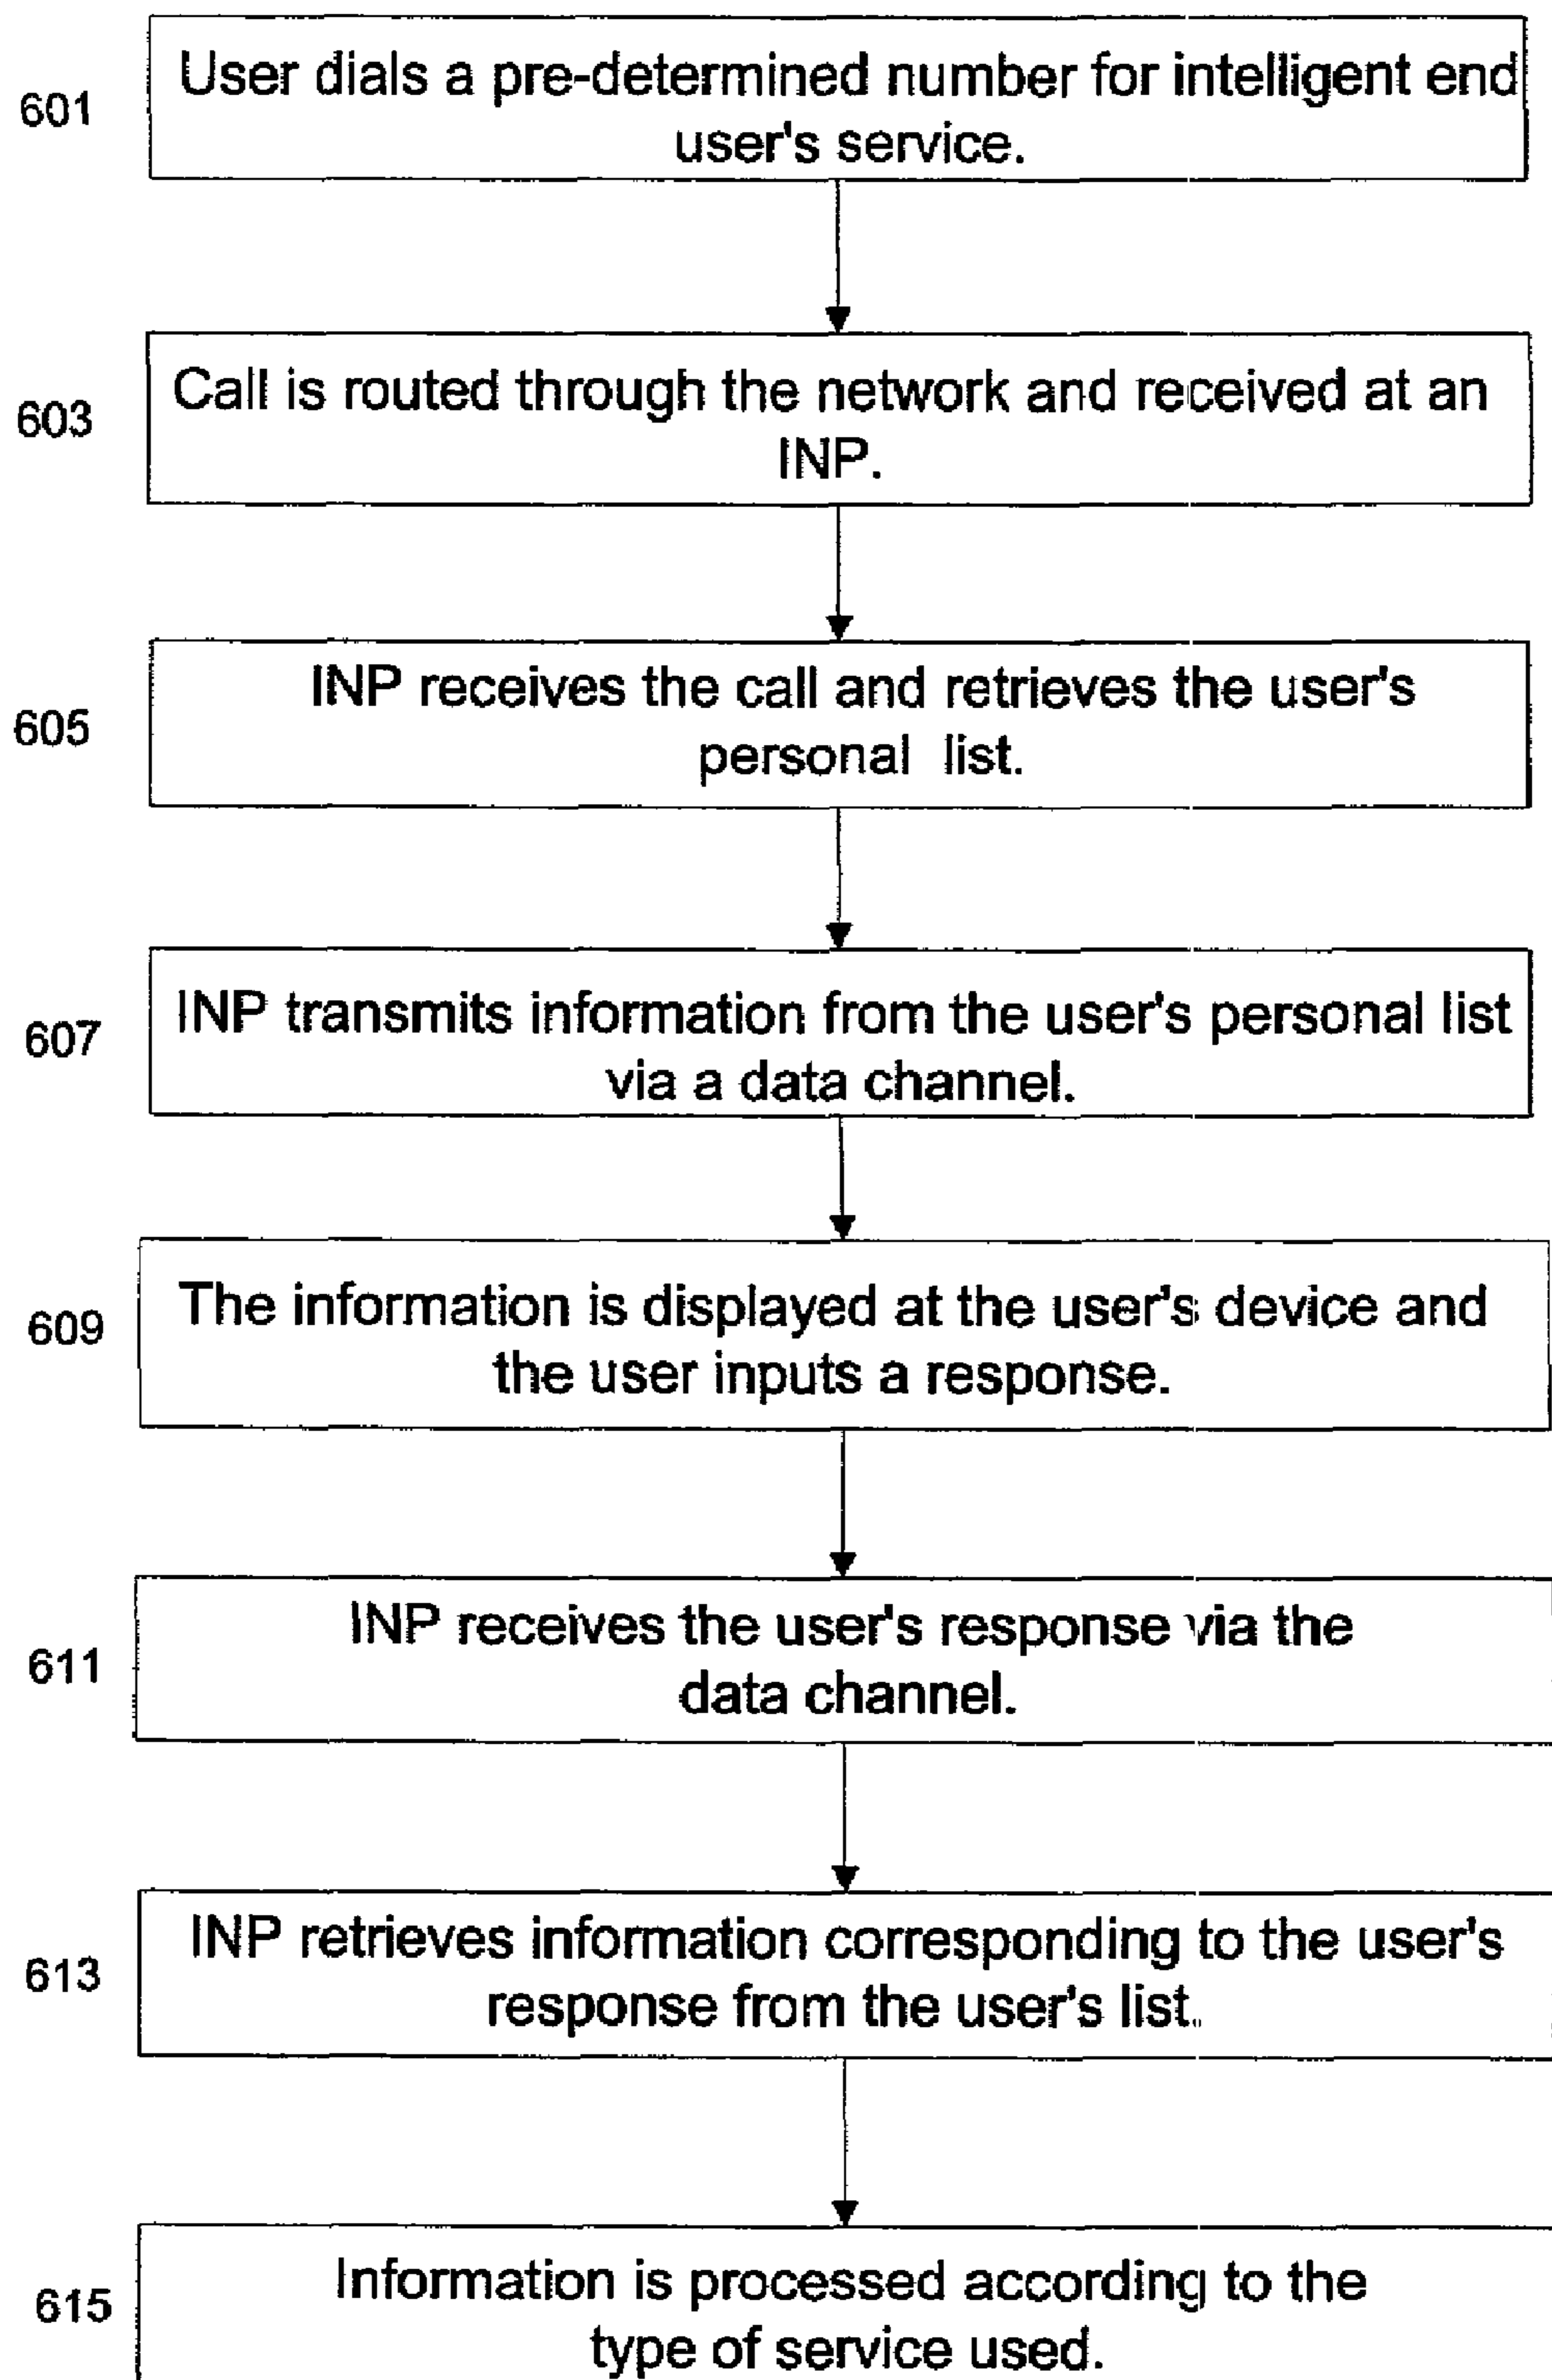 601
User dials a pre-determined number for intelligent end
user's service.
603
Call is routed through the network and received at an
INP.
605
INP receives the call and retrieves the user's
personal list.
607
INP transmits information from the user's personal list
via a data channel.
609
The information is displayed at the user's device and
the user inputs a response.
611
INP receives the user's response via the
data channel.
613
INP retrieves information corresponding to the user's
response from the user's list.
615
Information is processed according to the
type of service used.